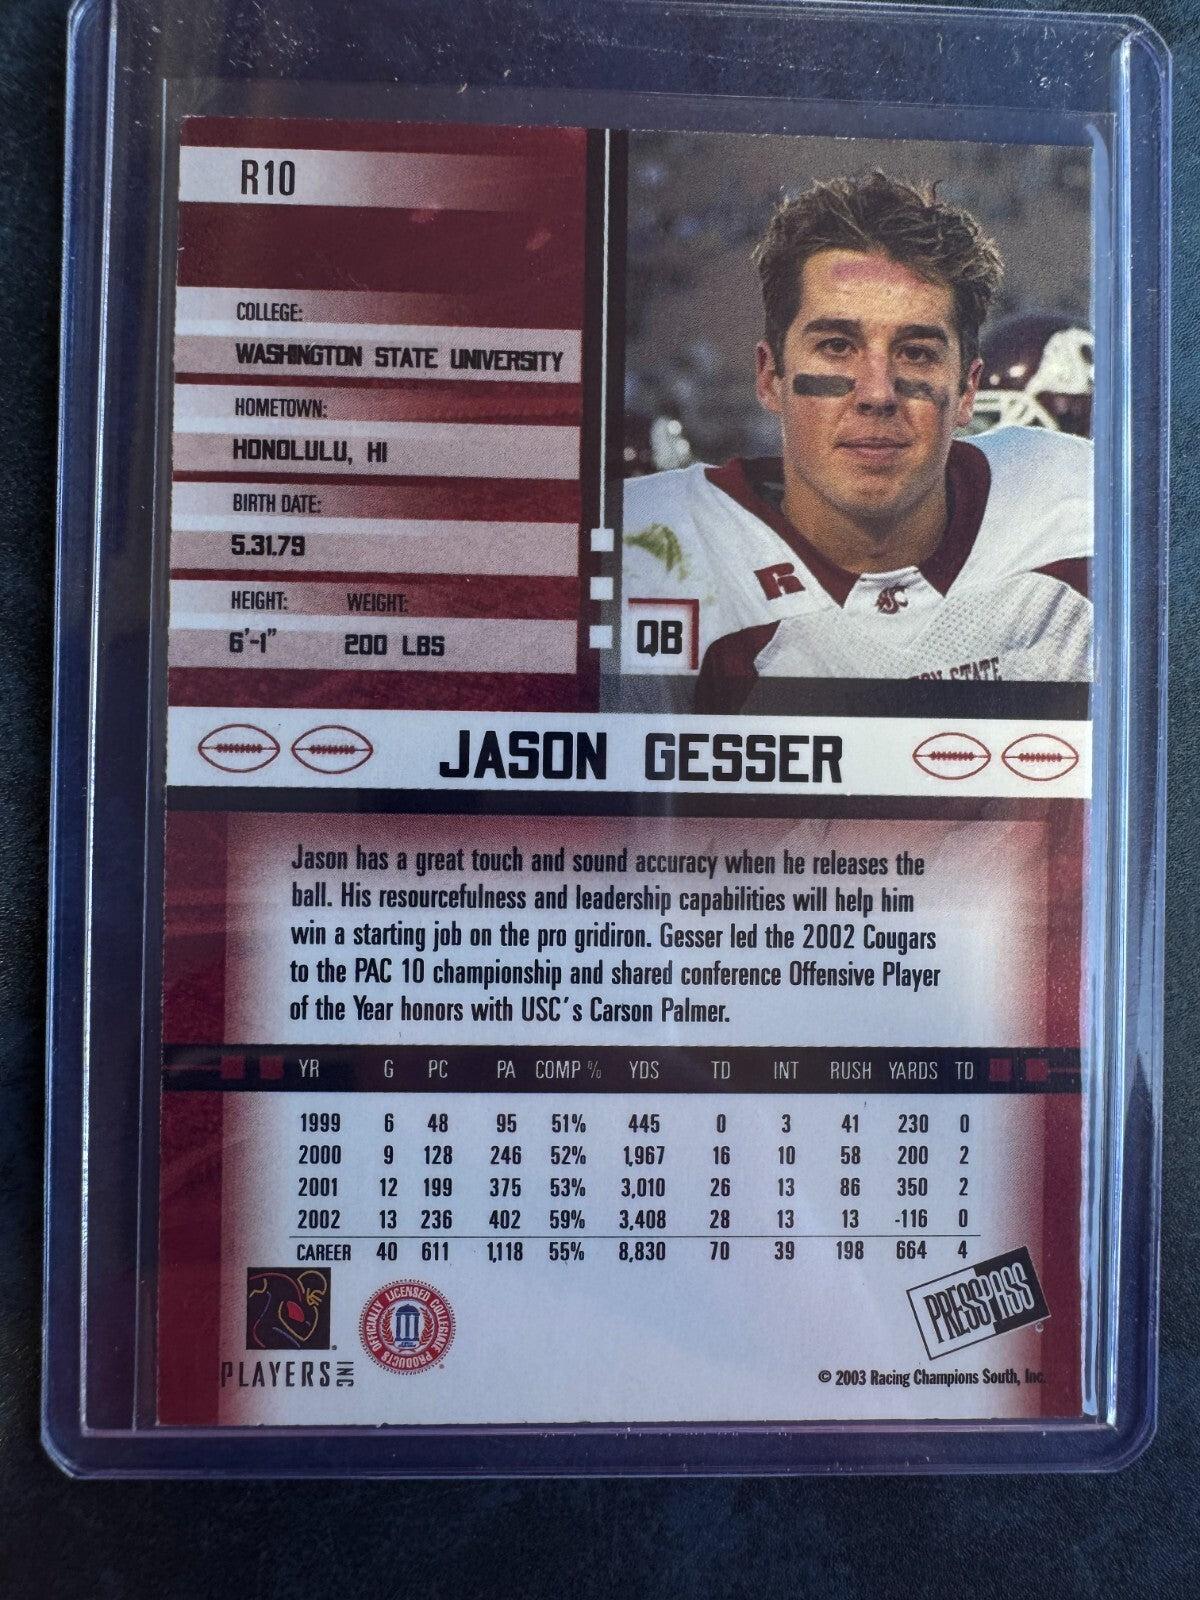 R10
COLLEGE:
WASHINGTON STATE UNIVERSITY
HOMETOWN:
HONOLULU, HI
BIRTH DATE:
5.31.79
HEIGHT: WEIGHT:
6'-1" 200 LBS
R
WSC
STATE
QB
JASON GESSER
Jason has a great touch and sound accuracy when he releases the
ball. His resourcefulness and leadership capabilities will help him
win a starting job on the pro gridiron. Gesser led the 2002 Cougars
to the PAC 10 championship and shared conference Offensive Player
of the Year honors with USC's Carson Palmer.
YR G PC PA COMP % YDS TD INT RUSH YARDS TD
1999 6 48 95 51% 445 0 3 41 230 0
2000 9 128 246 52% 1,967 16 10 58 200 2
2001 12 199 375 53% 3,010 26 13 86 350 2
2002 13 236 402 59% 3,408 28 13 13 -116 0
CAREER 40 611 1,118 55% 8,830 70 39 198 664 4
PLAYERS INC
OFFICIALLY LICENSED COLLEGIATE PRODUCTS
PRESSPASS
© 2003 Racing Champions South, Inc.